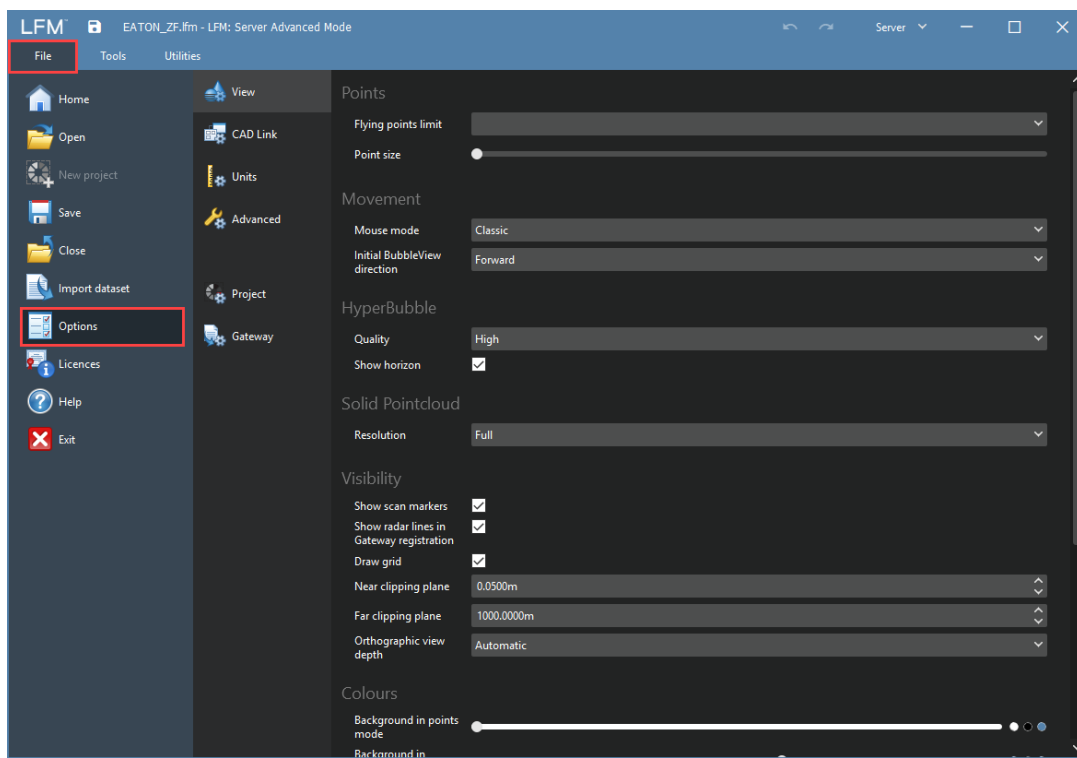 LFM™ EATON_ZF.lfm - LFM: Server Advanced Mode Server
File Tools Utilities
Home
Open
New project
Save
Close
Import dataset
Options
Licences
Help
Exit
View
CAD Link
Units
Advanced
Project
Gateway
Points
Flying points limit
Point size
Movement
Mouse mode Classic
Initial BubbleView
direction
Forward
HyperBubble
Quality High
Show horizon
Solid Pointcloud
Resolution Full
Visibility
Show scan markers
Show radar lines in
Gateway registration
Draw grid
Near clipping plane 0.0500m
Far clipping plane 1000.0000m
Orthographic view
depth
Automatic
Colours
Background in points
mode
Background in